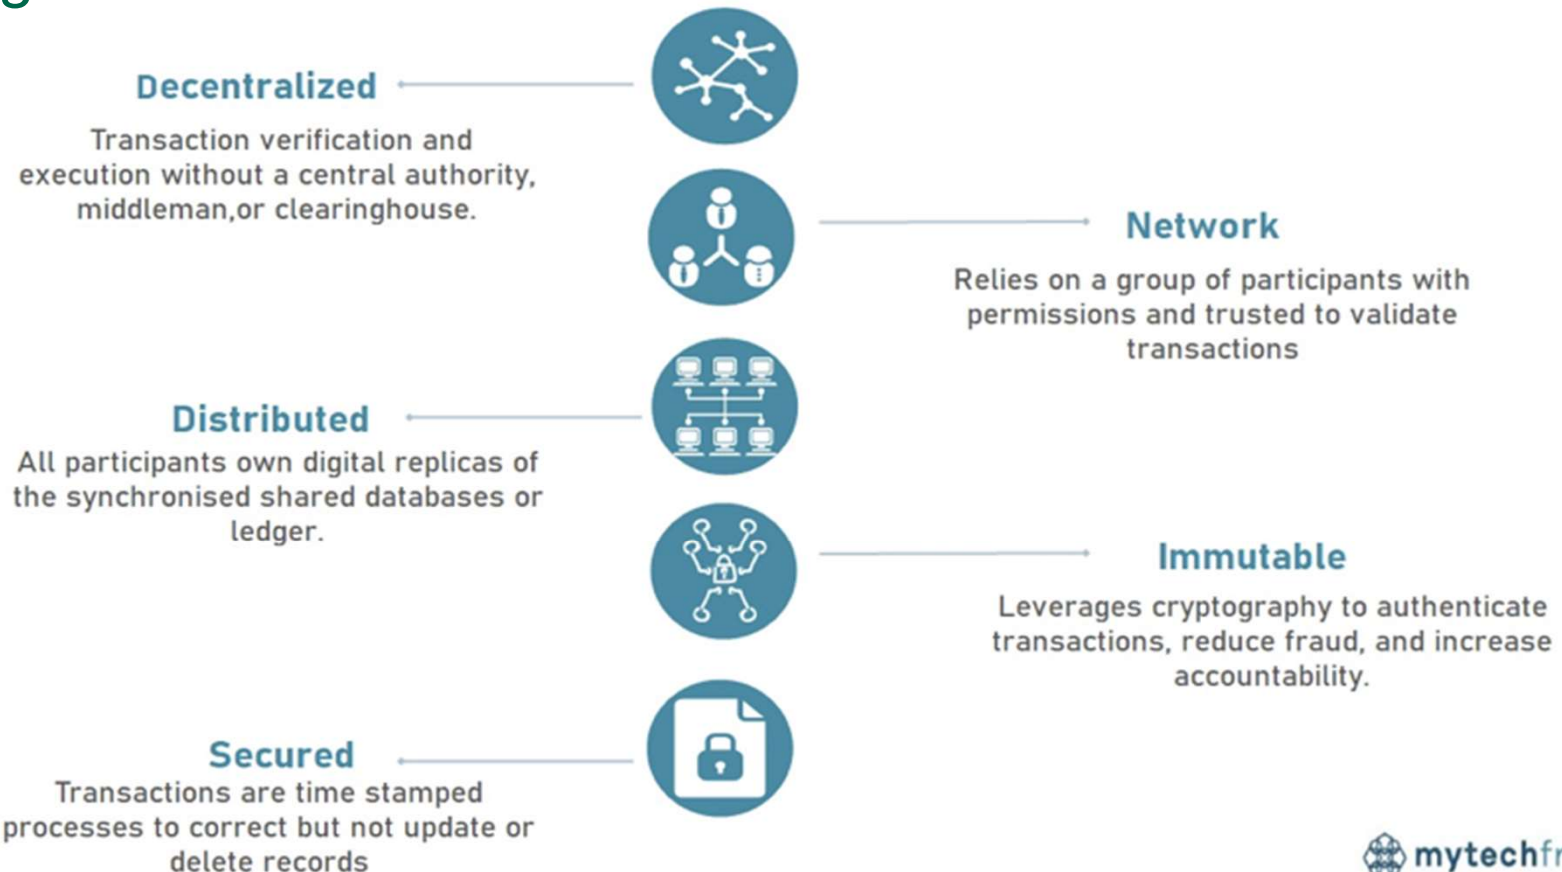 Decentralized
Transaction verification and
execution without a central authority,
middleman,or clearinghouse.
Network
Relies on a group of participants with
permissions and trusted to validate
transactions
Distributed
All participants own digital replicas of
the synchronised shared databases or
ledger.
Immutable
Leverages cryptography to authenticate
transactions, reduce fraud, and increase
accountability.
Secured
Transactions are time stamped
processes to correct but not update or
delete records
mytechfr